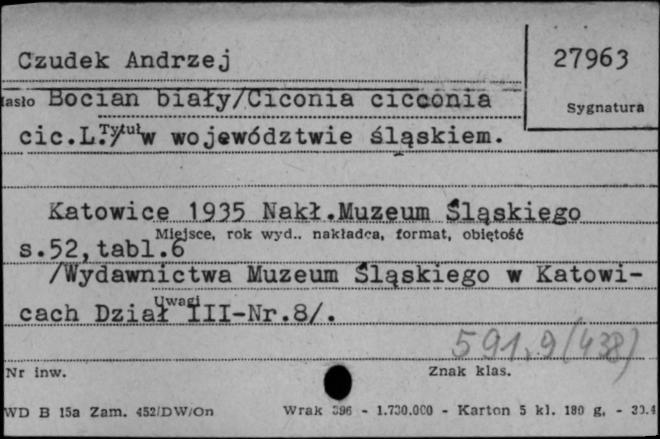 Czudek Andrzej
27963
Hasło Bocian biały/Ciconia cicconia
Sygnatura
cic.L./ Tytuł w województwie śląskiem.
Katowice 1935 Nakł.Muzeum Śląskiego
Miejsce, rok wyd., nakładca, format, objętość
s.52,tabl.6
/Wydawnictwa Muzeum Śląskiego w Katowi-
cach Dział III-Nr.8/.
Uwagi
591.9(438)
Nr inw.
Znak klas.
WD B 15a Zam. 452/DW/On Wrak 396 - 1.730.000 - Karton 5 kl. 180 g. - 30.4